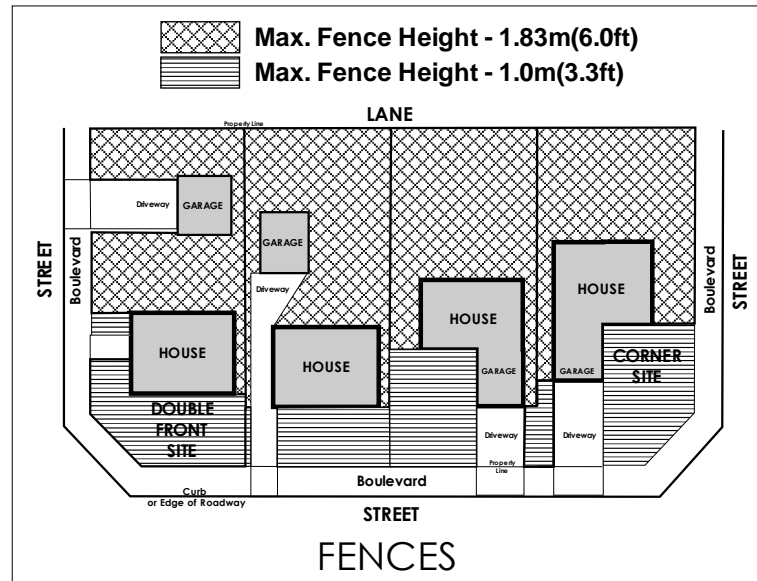 Max. Fence Height - 1.83m(6.0ft)
Max. Fence Height - 1.0m(3.3ft)
LANE
Property Line
STREET
Boulevard
Driveway
GARAGE
GARAGE
Driveway
HOUSE
HOUSE
HOUSE
GARAGE
HOUSE
GARAGE
Boulevard
STREET
CORNER
SITE
DOUBLE
FRONT
SITE
Driveway
Driveway
Property
Line
Boulevard
Curb
or Edge of Roadway
STREET
FENCES